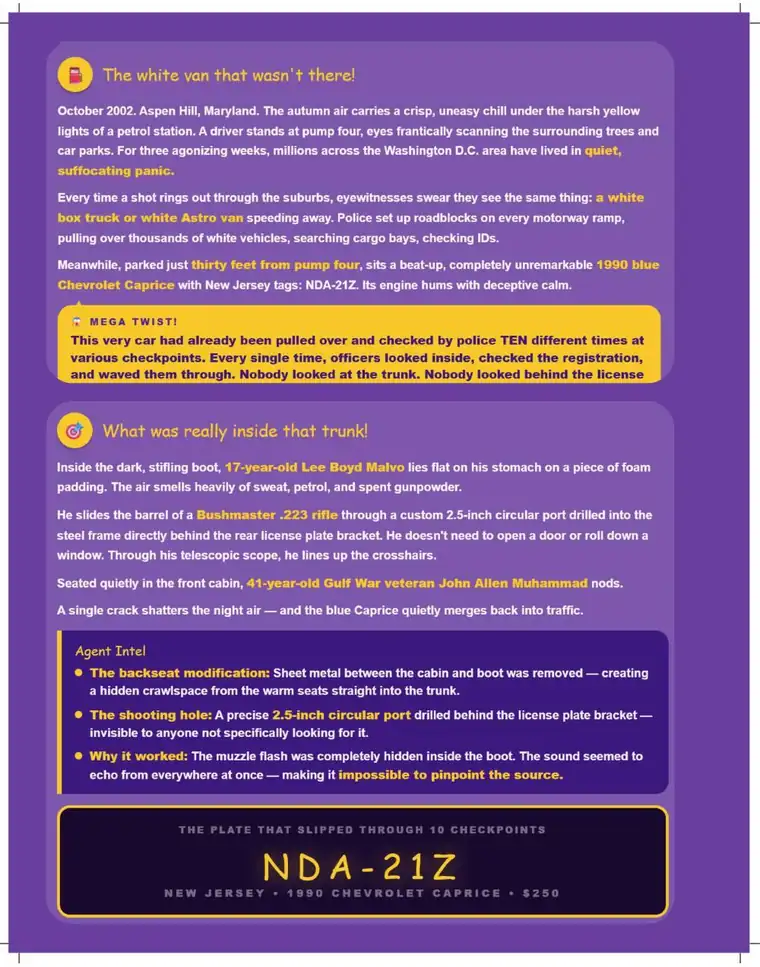 The white van that wasn't there!
October 2002. Aspen Hill, Maryland. The autumn air carries a crisp, uneasy chill under the harsh yellow
lights of a petrol station. A driver stands at pump four, eyes frantically scanning the surrounding trees and
car parks. For three agonizing weeks, millions across the Washington D.C. area have lived in quiet,
suffocating panic.
Every time a shot rings out through the suburbs, eyewitnesses swear they see the same thing: a white
box truck or white Astro van speeding away. Police set up roadblocks on every motorway ramp,
pulling over thousands of white vehicles, searching cargo bays, checking IDs.
Meanwhile, parked just thirty feet from pump four, sits a beat-up, completely unremarkable 1990 blue
Chevrolet Caprice with New Jersey tags: NDA-21Z. Its engine hums with deceptive calm.
MEGA TWIST!
This very car had already been pulled over and checked by police TEN different times at
various checkpoints. Every single time, officers looked inside, checked the registration,
and waved them through. Nobody looked at the trunk. Nobody looked behind the license
What was really inside that trunk!
Inside the dark, stifling boot, 17-year-old Lee Boyd Malvo lies flat on his stomach on a piece of foam
padding. The air smells heavily of sweat, petrol, and spent gunpowder.
He slides the barrel of a Bushmaster .223 rifle through a custom 2.5-inch circular port drilled into the
steel frame directly behind the rear license plate bracket. He doesn't need to open a door or roll down a
window. Through his telescopic scope, he lines up the crosshairs.
Seated quietly in the front cabin, 41-year-old Gulf War veteran John Allen Muhammad nods.
A single crack shatters the night air — and the blue Caprice quietly merges back into traffic.
Agent Intel
The backseat modification: Sheet metal between the cabin and boot was removed — creating
a hidden crawlspace from the warm seats straight into the trunk.
The shooting hole: A precise 2.5-inch circular port drilled behind the license plate bracket —
invisible to anyone not specifically looking for it.
Why it worked: The muzzle flash was completely hidden inside the boot. The sound seemed to
echo from everywhere at once — making it impossible to pinpoint the source.
THE PLATE THAT SLIPPED THROUGH 10 CHECKPOINTS
NDA-21Z
NEW JERSEY • 1990 CHEVROLET CAPRICE • $250